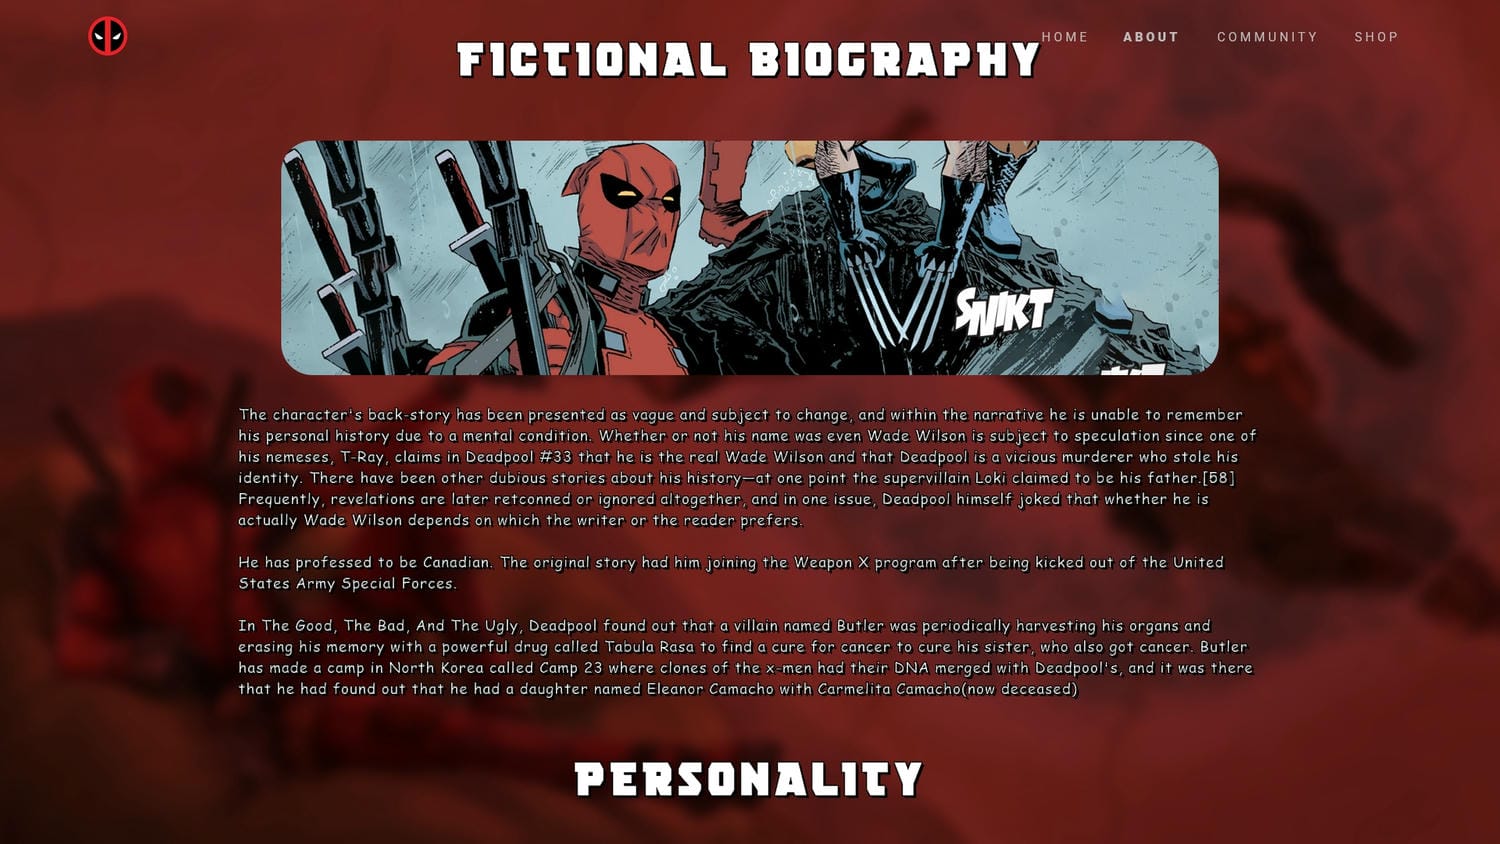 HOME ABOUT COMMUNITY SHOP
FICTIONAL BIOGRAPHY
SNIKT
The character's back-story has been presented as vague and subject to change, and within the narrative he is unable to remember
his personal history due to a mental condition. Whether or not his name was even Wade Wilson is subject to speculation since one of
his nemeses, T-Ray, claims in Deadpool #33 that he is the real Wade Wilson and that Deadpool is a vicious murderer who stole his
identity. There have been other dubious stories about his history—at one point the supervillain Loki claimed to be his father.[58]
Frequently, revelations are later retconned or ignored altogether, and in one issue, Deadpool himself joked that whether he is
actually Wade Wilson depends on which the writer or the reader prefers.
He has professed to be Canadian. The original story had him joining the Weapon X program after being kicked out of the United
States Army Special Forces.
In The Good, The Bad, And The Ugly, Deadpool found out that a villain named Butler was periodically harvesting his organs and
erasing his memory with a powerful drug called Tabula Rasa to find a cure for cancer to cure his sister, who also got cancer. Butler
has made a camp in North Korea called Camp 23 where clones of the x-men had their DNA merged with Deadpool's, and it was there
that he had found out that he had a daughter named Eleanor Camacho with Carmelita Camacho(now deceased)
PERSONALITY